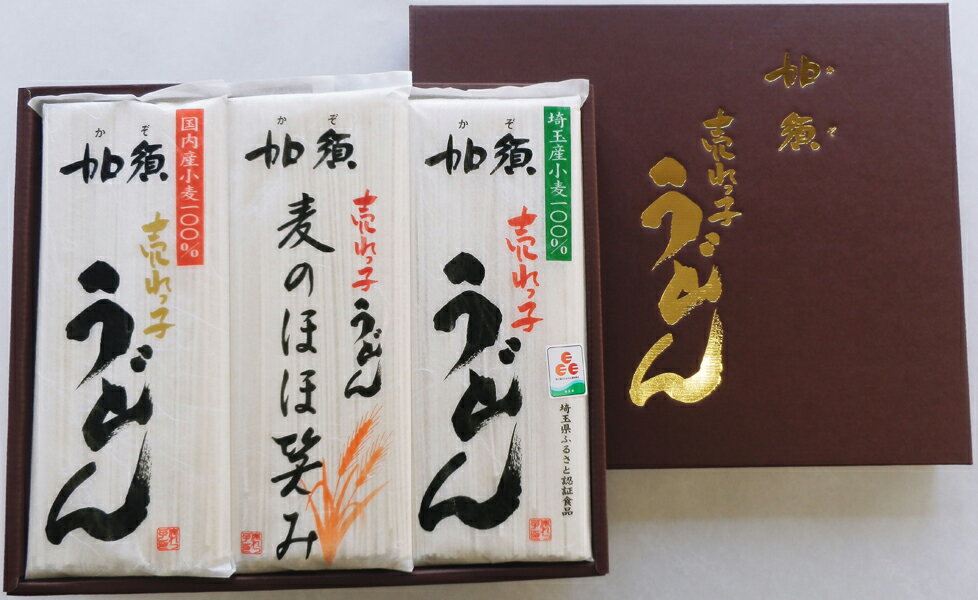 かぞ
加須
国内産小麦一〇〇%
売れっ子
うどん
かぞ
加須
売れっ子
うどん
麦のほほ笑み
かぞ
加須
埼玉産小麦一〇〇%
売れっ子
うどん
埼玉県ふるさと認証食品
かぞ
加須
売れっ子
うどん